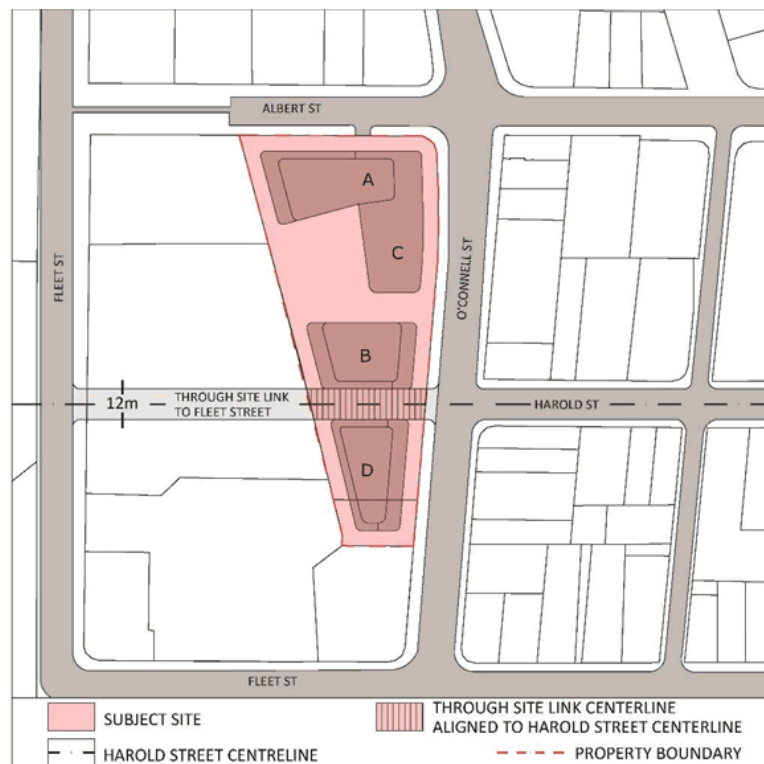 ALBERT ST
A
C
FLEET ST
O'CONNELL ST
B
12m
THROUGH SITE LINK
TO FLEET STREET
HAROLD ST
D
FLEET ST
SUBJECT SITE
THROUGH SITE LINK CENTERLINE
ALIGNED TO HAROLD STREET CENTERLINE
HAROLD STREET CENTRELINE
PROPERTY BOUNDARY